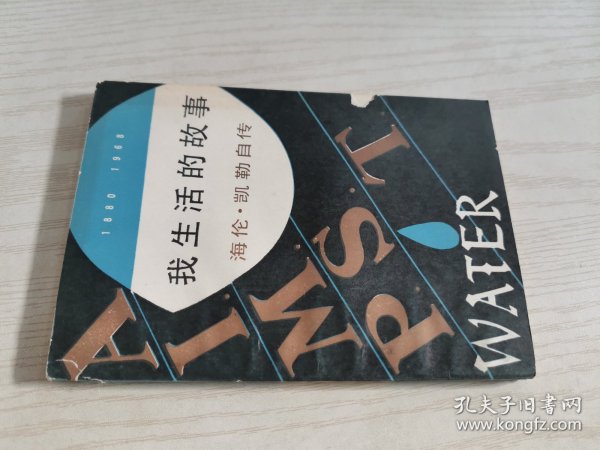 1880 1968
我生活的故事
海伦·凯勒自传
A
I.
M.S.T
P.
WATER
孔夫子旧书网
www.kongfz.com